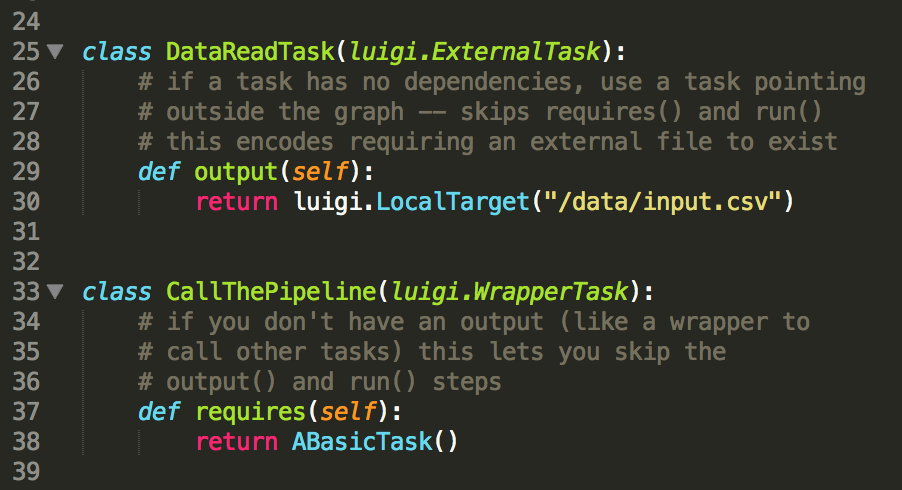 24
25 class DataReadTask(luigi.ExternalTask):
26     # if a task has no dependencies, use a task pointing
27     # outside the graph -- skips requires() and run()
28     # this encodes requiring an external file to exist
29     def output(self):
30         return luigi.LocalTarget("/data/input.csv")
31
32
33 class CallThePipeline(luigi.WrapperTask):
34     # if you don't have an output (like a wrapper to
35     # call other tasks) this lets you skip the
36     # output() and run() steps
37     def requires(self):
38         return ABasicTask()
39